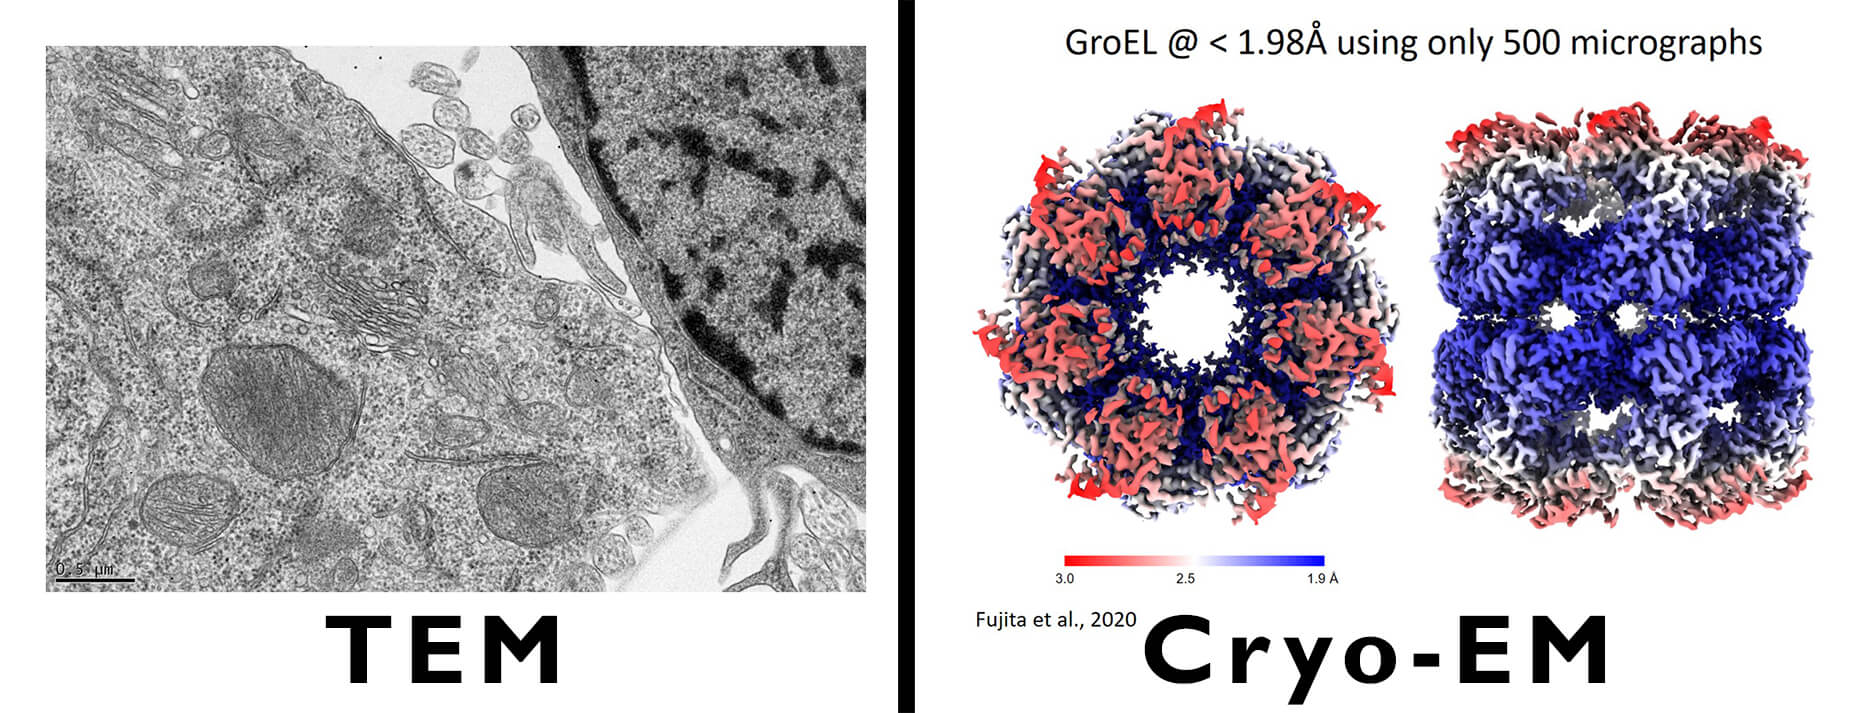 0.5 µm
TEM
GroEL @ < 1.98Å using only 500 micrographs
3.0 2.5 1.9 Å
Fujita et al., 2020
Cryo-EM